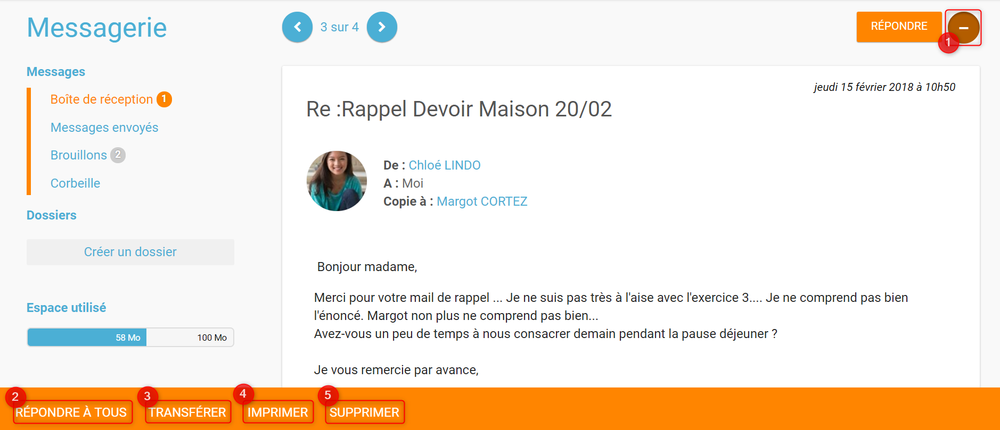 Messagerie
3 sur 4
RÉPONDRE
1
Messages
Boîte de réception 1
Messages envoyés
Brouillons 2
Corbeille
Dossiers
Créer un dossier
Espace utilisé
58 Mo 100 Mo
jeudi 15 février 2018 à 10h50
Re :Rappel Devoir Maison 20/02
De : Chloé LINDO
A : Moi
Copie à : Margot CORTEZ
Bonjour madame,
Merci pour votre mail de rappel ... Je ne suis pas très à l'aise avec l'exercice 3.... Je ne comprend pas bien
l'énoncé. Margot non plus ne comprend pas bien...
Avez-vous un peu de temps à nous consacrer demain pendant la pause déjeuner ?
Je vous remercie par avance,
2 RÉPONDRE À TOUS
3 TRANSFÉRER
4 IMPRIMER
5 SUPPRIMER